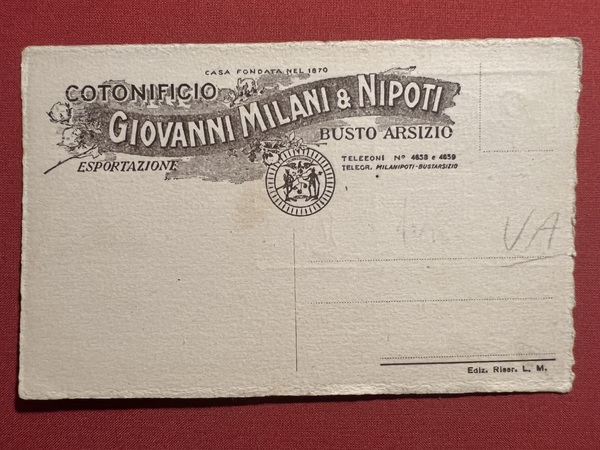 CASA FONDATA NEL 1870
COTONIFICIO
GIOVANNI MILANI & NIPOTI
BUSTO ARSIZIO
ESPORTAZIONE
TELEFONI Nº 4658 e 4659
TELEGR. MILANIPOTI-BUSTARSIZIO
VA
Ediz. Riser. L. M.